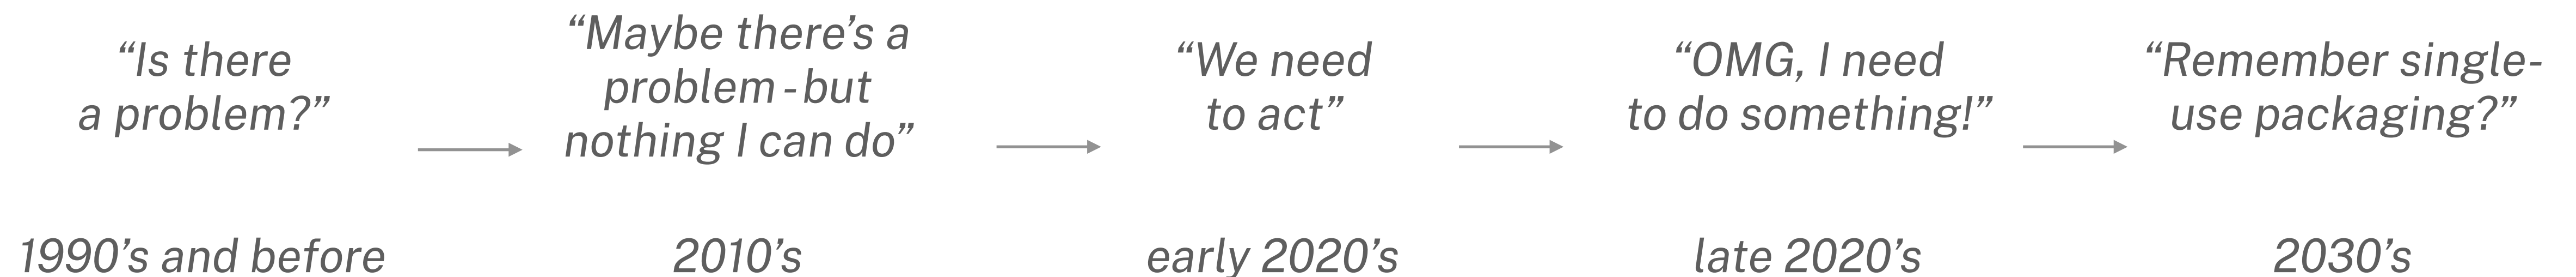 “Is there
a problem?”
“Maybe there’s a
problem - but
nothing I can do”
“We need
to act”
“OMG, I need
to do something!”
“Remember single-
use packaging?”
1990’s and before
2010’s
early 2020’s
late 2020’s
2030’s